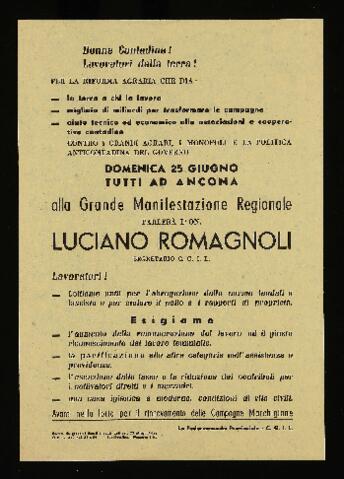 Donne Contadine!
Lavoratori della terra!
PER LA RIFORMA AGRARIA CHE DIA:
— la terra a chi la lavora
— migliaia di miliardi per trasformare le campagne
— aiuto tecnico ed economico alle associazioni e coopera-
tive contadine
CONTRO I GRANDI AGRARI, I MONOPOLI E LA POLITICA
ANTICONTADINA DEL GOVERNO
DOMENICA 25 GIUGNO
TUTTI AD ANCONA
alla Grande Manifestazione Regionale
PARLERÀ l'ON.
LUCIANO ROMAGNOLI
SEGRETARIO C. G. I. L.
Lavoratori!
— Lottiamo uniti per l'abrogazione delle norme feudali e
fasciste e per mutare i patti e i rapporti di proprietà.
Esigiamo
— l'aumento della remunerazione del lavoro ed il giusto
riconoscimento del lavoro femminile.
— la parificazione alle altre categorie nell'assistenza e
previdenza.
— l'esenzione dalle tasse e la riduzione dei contributi per
i coltivatori diretti e i mezzadri.
— una casa igienica e moderna, condizioni di vita civili.
Avanti nella lotta per il rinnovamento delle Campagne Marchigiane
La Federmezzadri Provinciale - C. G. I. L.